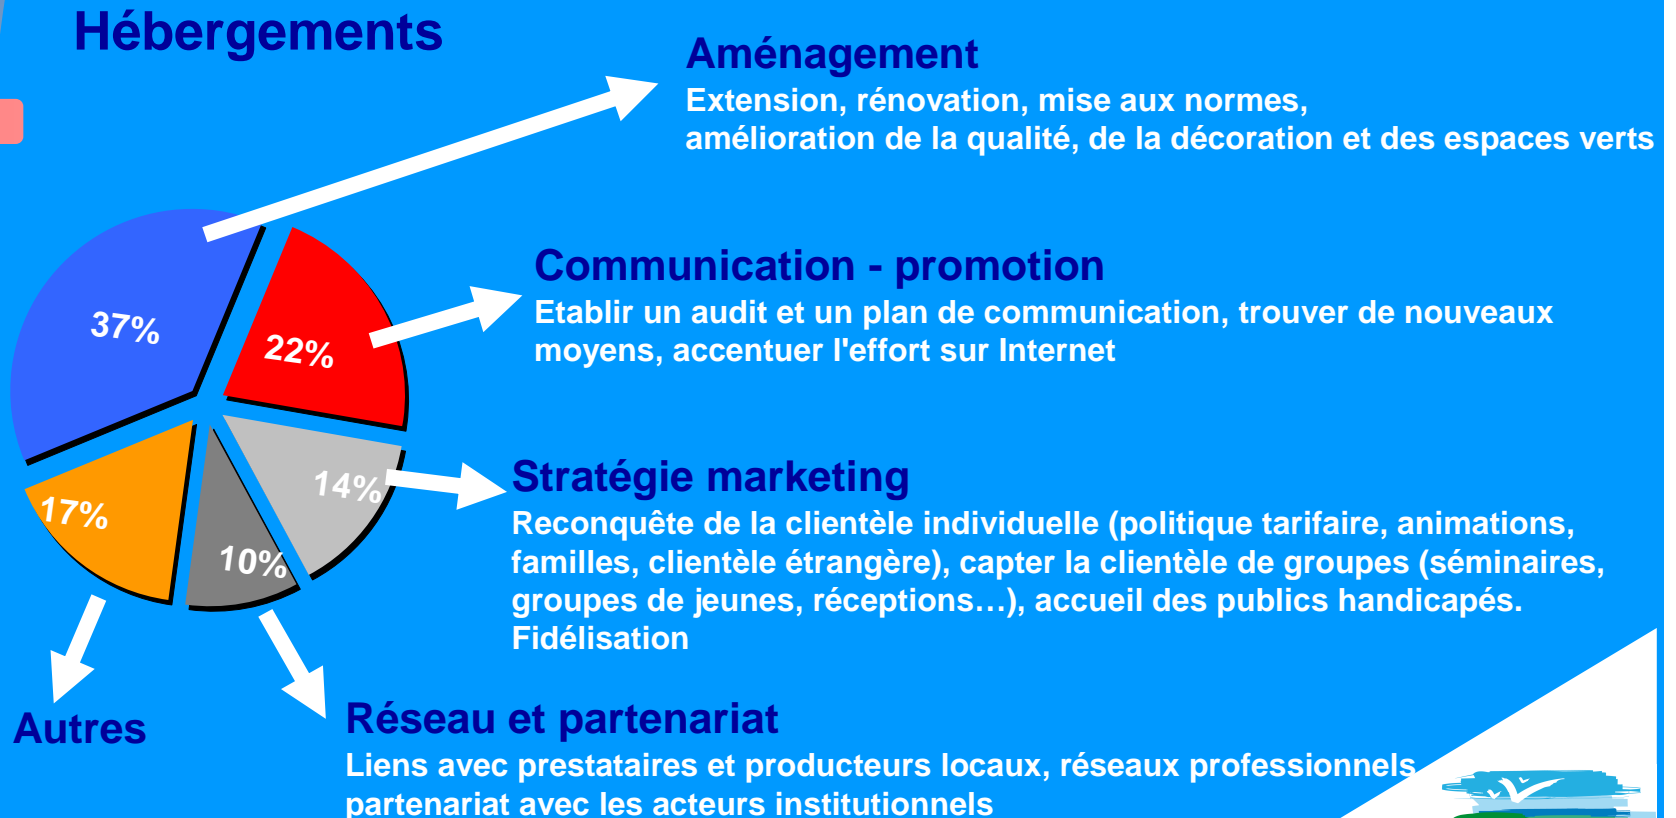 Hébergements
Aménagement
Extension, rénovation, mise aux normes,
amélioration de la qualité, de la décoration et des espaces verts
37%
22%
14%
10%
17%
Communication - promotion
Etablir un audit et un plan de communication, trouver de nouveaux
moyens, accentuer l'effort sur Internet
Stratégie marketing
Reconquête de la clientèle individuelle (politique tarifaire, animations,
familles, clientèle étrangère), capter la clientèle de groupes (séminaires,
groupes de jeunes, réceptions…), accueil des publics handicapés.
Fidélisation
Autres
Réseau et partenariat
Liens avec prestataires et producteurs locaux, réseaux professionnels
partenariat avec les acteurs institutionnels